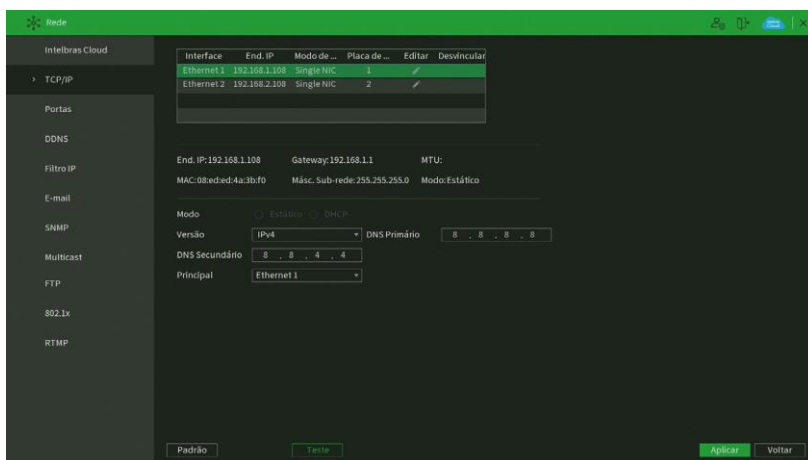 Rede
Intelbras Cloud
TCP/IP
Portas
DDNS
Filtro IP
E-mail
SNMP
Multicast
FTP
802.1x
RTMP
Interface End. IP Modo de ... Placa de ... Editar Desvincular
Ethernet 1 192.168.1.108 Single NIC 1
Ethernet 2 192.168.2.108 Single NIC 2
End. IP:192.168.1.108 Gateway:192.168.1.1 MTU:
MAC:08:ed:ed:4a:3b:f0 Másc. Sub-rede:255.255.255.0 Modo:Estático
Modo Estático DHCP
Versão IPv4 DNS Primário 8 . 8 . 8 . 8
DNS Secundário 8 . 8 . 4 . 4
Principal Ethernet 1
Padrão Teste Aplicar Voltar